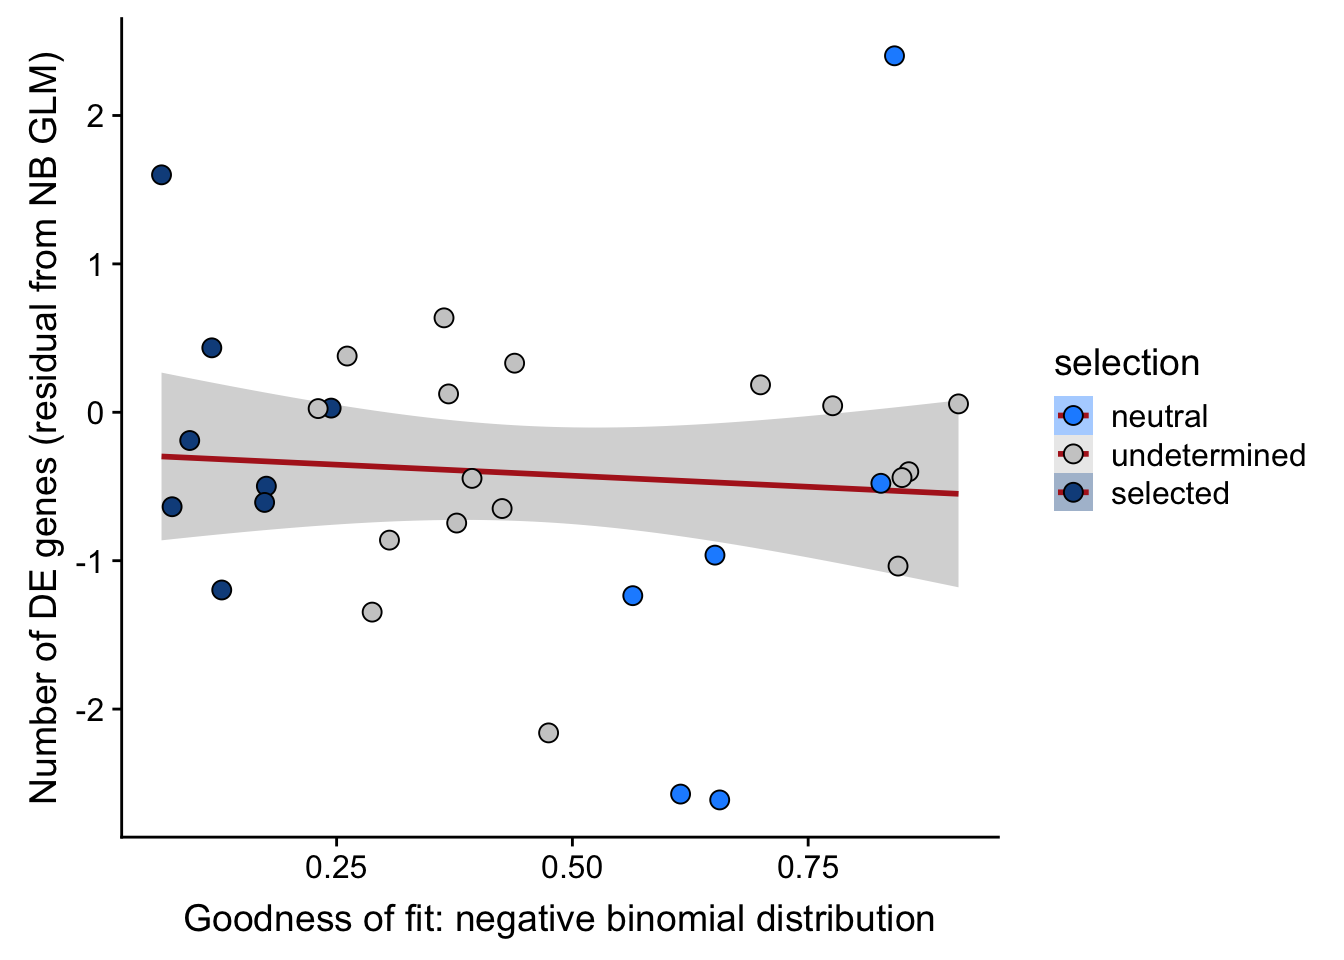 Number of DE genes (residual from NB GLM)
2
1
0
-1
-2
0.25 0.50 0.75
Goodness of fit: negative binomial distribution
selection
neutral
undetermined
selected